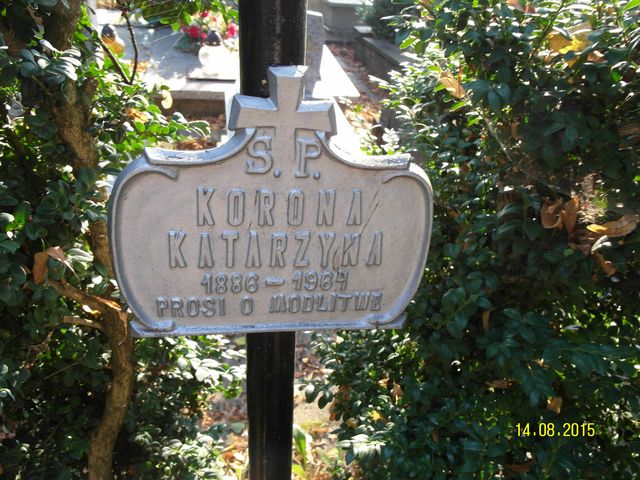 S. P.
KORONA
KATARZYNA
1886 - 1964
PROSI O MODLITWE
14.08.2015